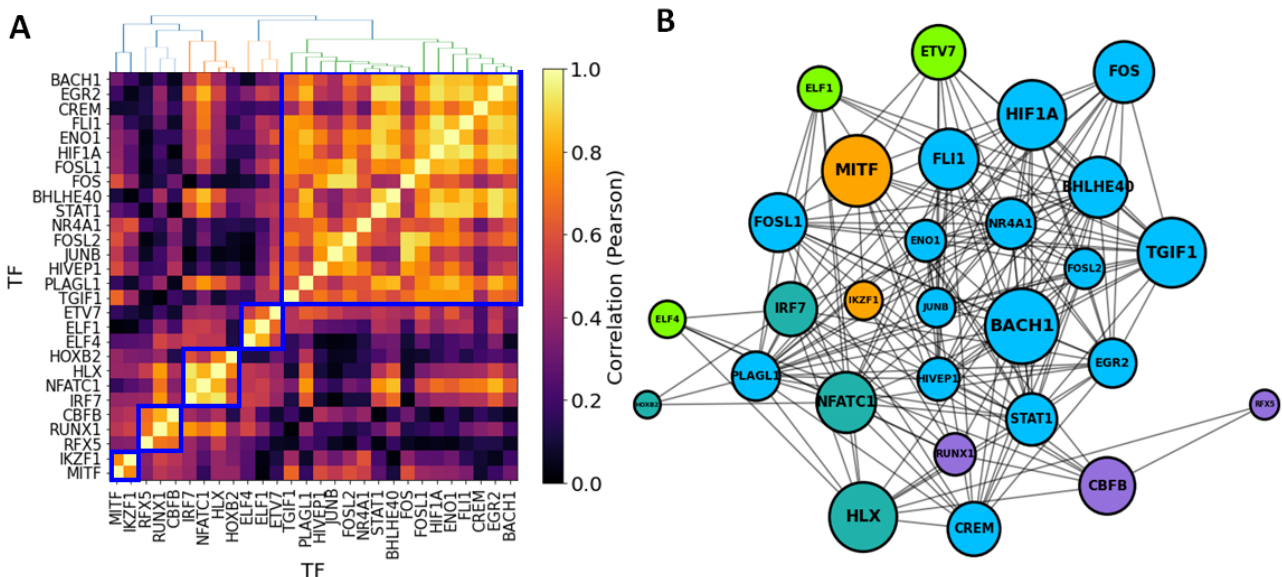 A
BACH1
EGR2
CREM
FLI1
ENO1
HIF1A
FOSL1
FOS
BHLHE40
STAT1
NR4A1
FOSL2
JUNB
HIVEP1
PLAGL1
TGIF1
ETV7
ELF1
ELF4
HOXB2
HLX
NFATC1
IRF7
CBFB
RUNX1
RFX5
IKZF1
MITF
TF
MITF
IKZF1
RFX5
RUNX1
CBFB
IRF7
NFATC1
HLX
HOXB2
ELF4
ELF1
ETV7
TGIF1
PLAGL1
HIVEP1
JUNB
FOSL2
NR4A1
STAT1
BHLHE40
FOS
FOSL1
HIF1A
ENO1
FLI1
CREM
EGR2
BACH1
TF
1.0
0.8
0.6
0.4
0.2
0.0
Correlation (Pearson)
B
ETV7
FOS
ELF1
HIF1A
FLI1
MITF
BHLHE40
FOSL1
NR4A1
ENO1
TGIF1
FOSL2
IKZF1
IRF7
JUNB
ELF4
BACH1
EGR2
PLAGL1
HIVEP1
NFATC1
HOXB2
RFX5
STAT1
RUNX1
CBFB
HLX
CREM